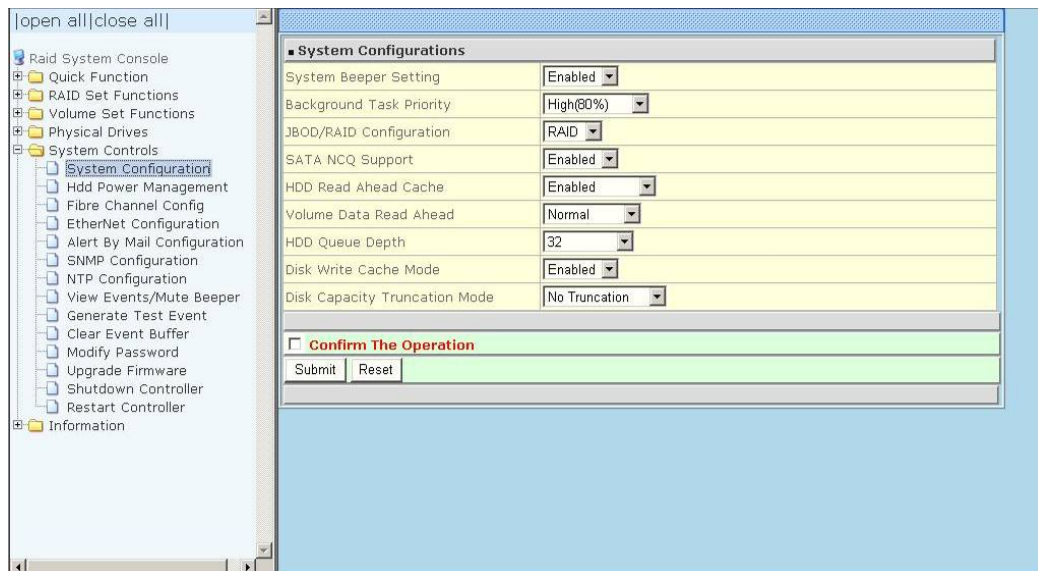 |open all|close all|
Raid System Console
Quick Function
RAID Set Functions
Volume Set Functions
Physical Drives
System Controls
System Configuration
Hdd Power Management
Fibre Channel Config
EtherNet Configuration
Alert By Mail Configuration
SNMP Configuration
NTP Configuration
View Events/Mute Beeper
Generate Test Event
Clear Event Buffer
Modify Password
Upgrade Firmware
Shutdown Controller
Restart Controller
Information
System Configurations
System Beeper Setting Enabled
Background Task Priority High(80%)
JBOD/RAID Configuration RAID
SATA NCQ Support Enabled
HDD Read Ahead Cache Enabled
Volume Data Read Ahead Normal
HDD Queue Depth 32
Disk Write Cache Mode Enabled
Disk Capacity Truncation Mode No Truncation
Confirm The Operation
Submit Reset